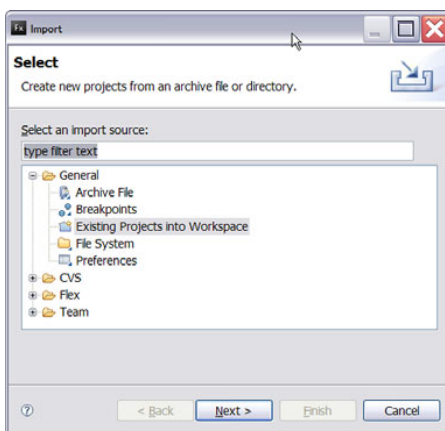 Fx Import
Select
Create new projects from an archive file or directory.
Select an import source:
type filter text
General
Archive File
Breakpoints
Existing Projects into Workspace
File System
Preferences
CVS
Flex
Team
? < Back Next > Finish Cancel